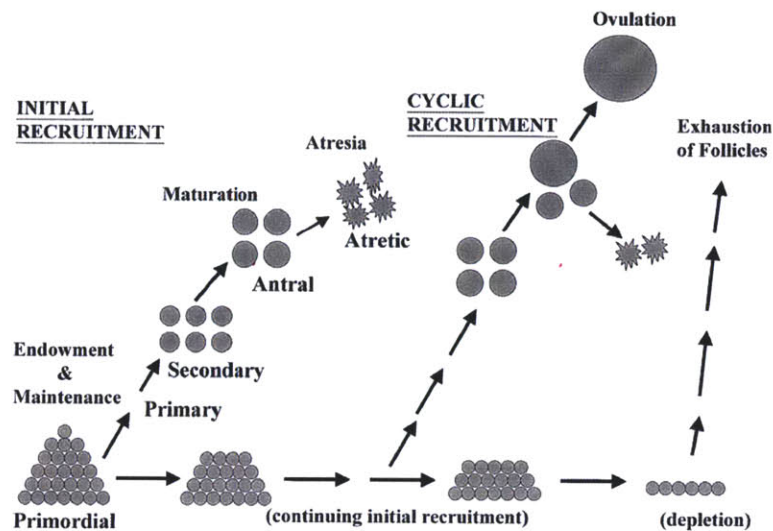 Ovulation
INITIAL
RECRUITMENT
CYCLIC
RECRUITMENT
Exhaustion
of Follicles
Atresia
Maturation
Atretic
Antral
Endowment
&
Maintenance
Secondary
Primary
Primordial
(continuing initial recruitment)
(depletion)